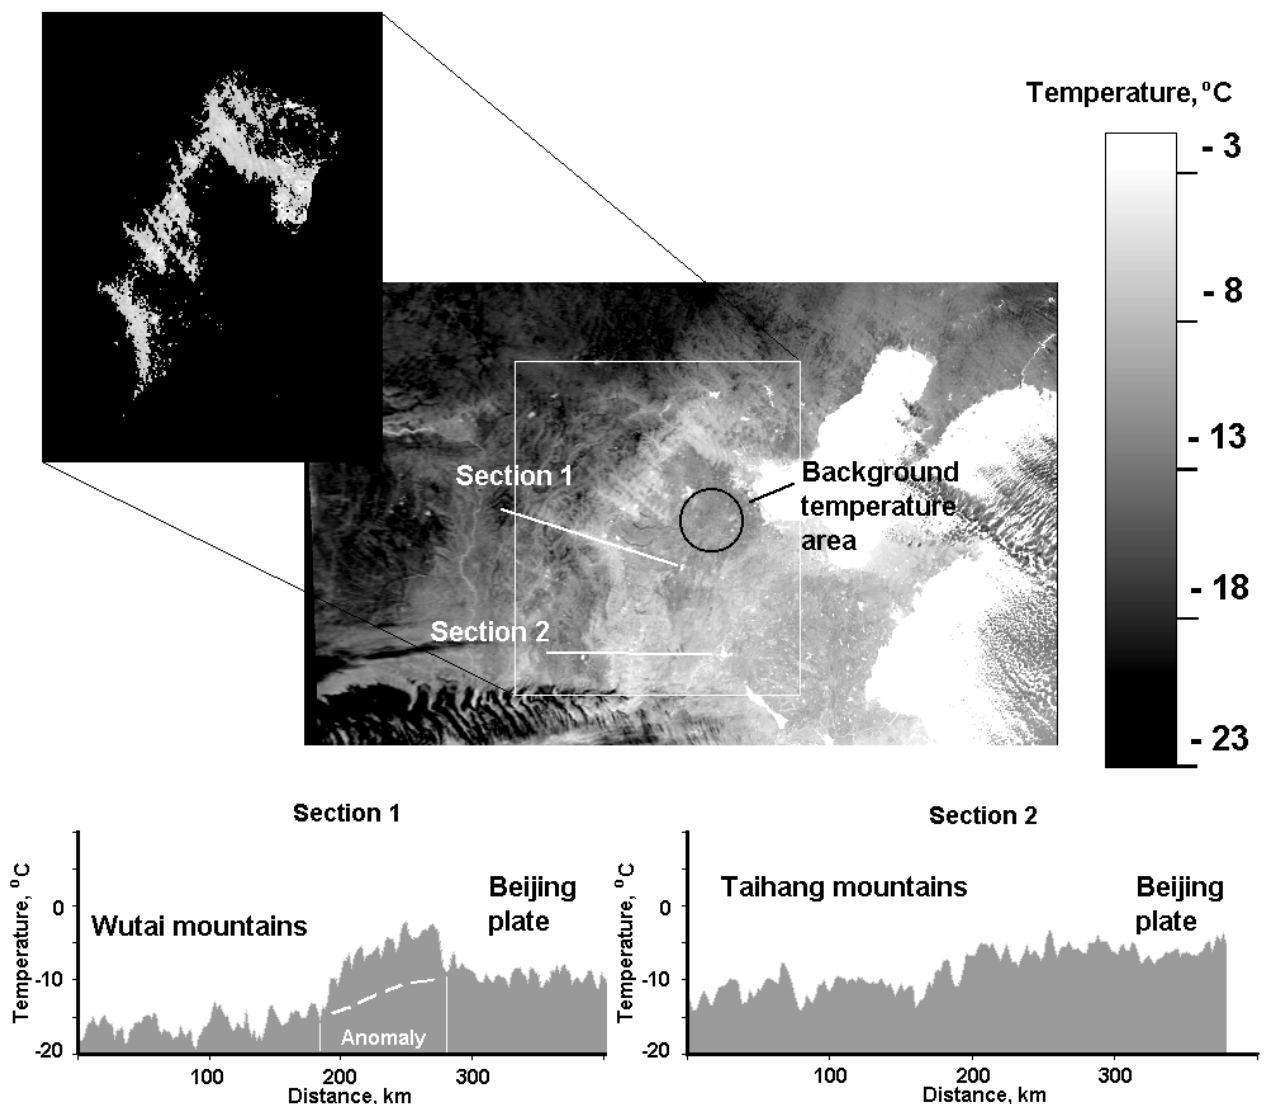 Temperature, °C
- 3
- 8
- 13
- 18
- 23
Section 1
Background
temperature
area
Section 2
Section 1
Temperature, °C
0
-10
-20
Wutai mountains
Beijing
plate
Anomaly
100
200
300
Distance, km
Section 2
Temperature, °C
0
-10
-20
Taihang mountains
Beijing
plate
100
200
300
Distance, km